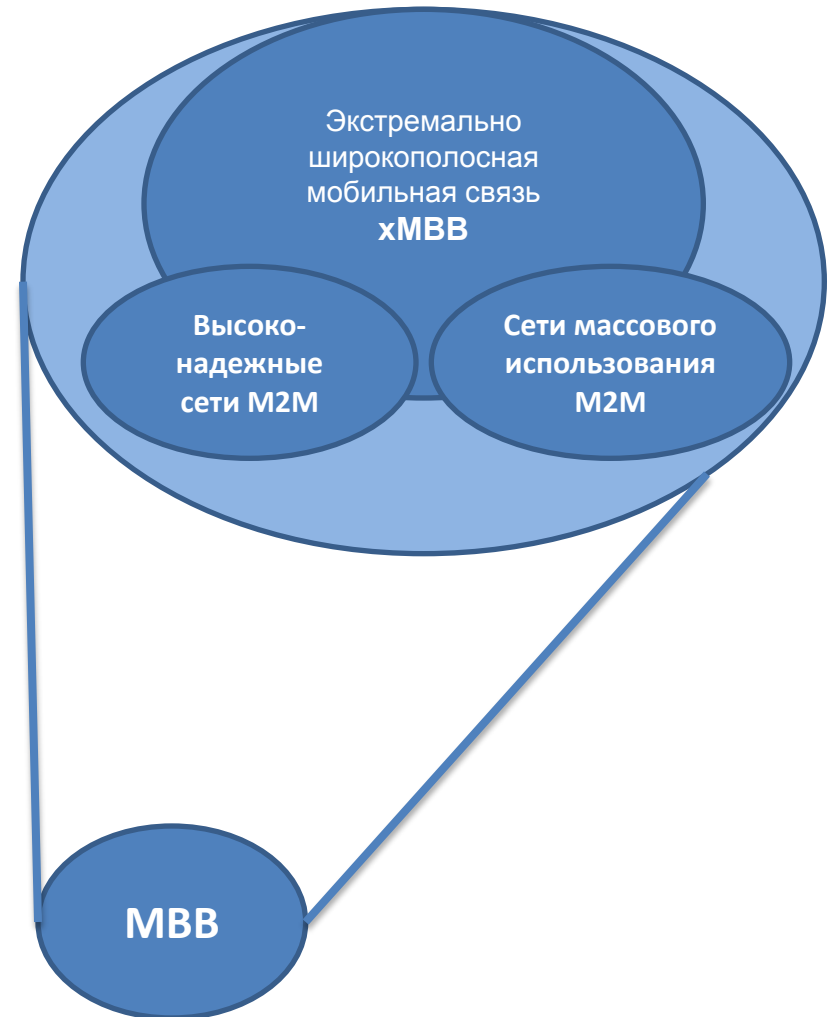 Экстремально
широкополосная
мобильная связь
xMBB
Высоко-
надежные
сети M2M
Сети массового
использования
M2M
MBB